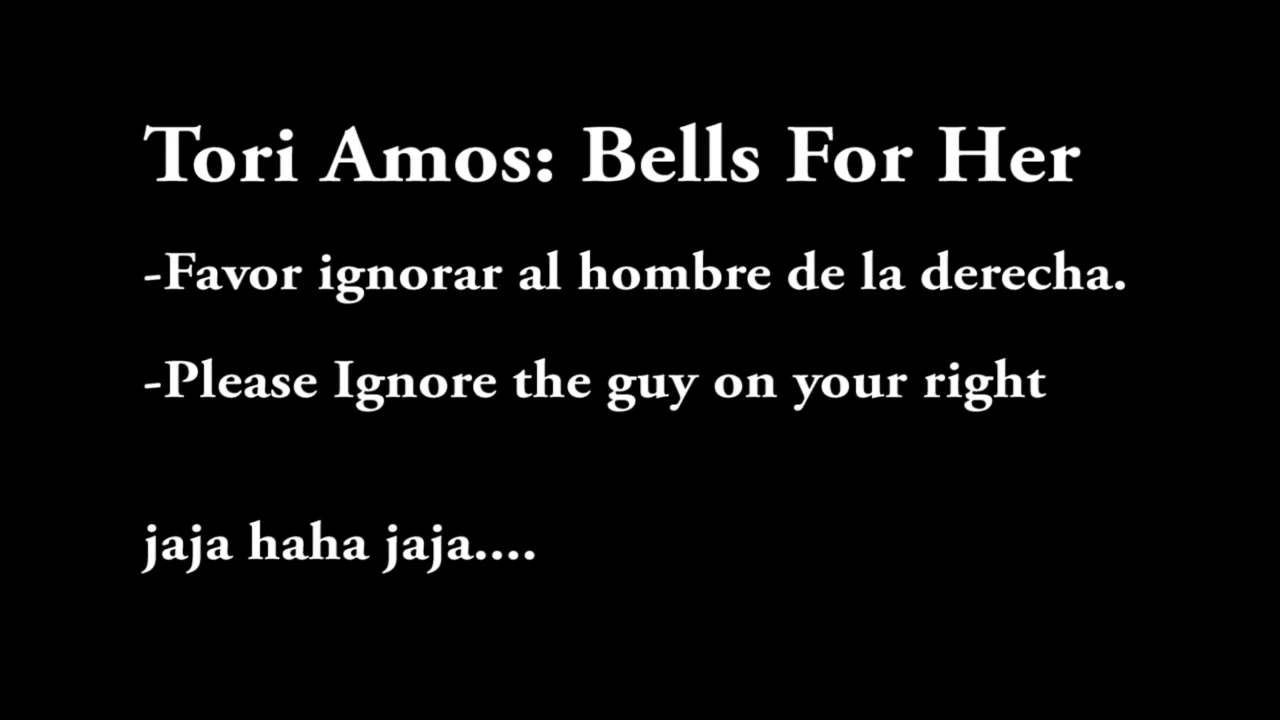 Tori Amos: Bells For Her
-Favor ignorar al hombre de la derecha.
-Please Ignore the guy on your right
jaja haha jaja....